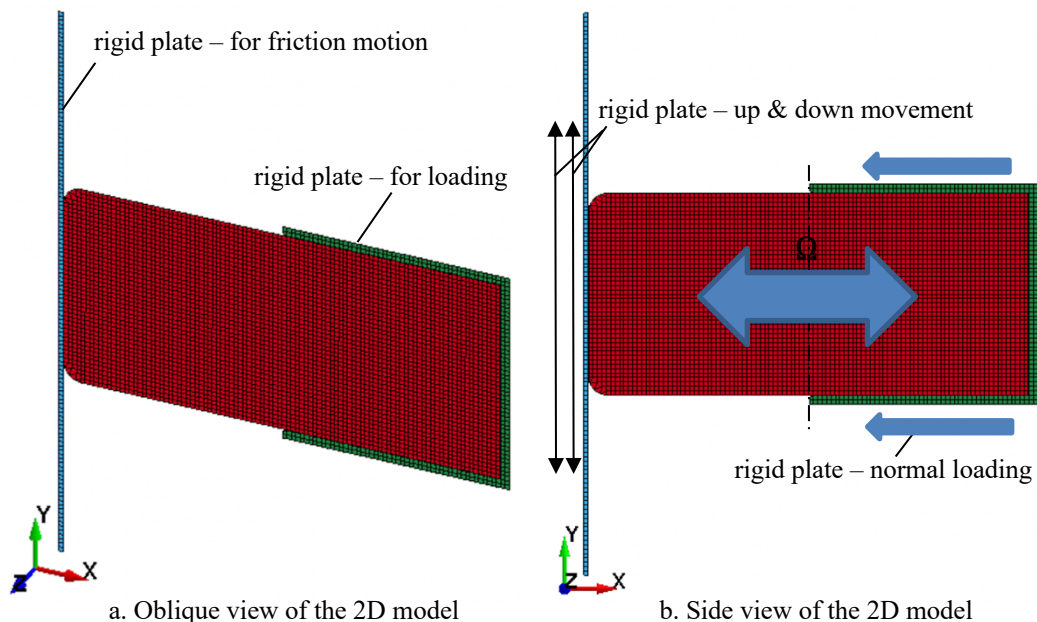 rigid plate – for friction motion
rigid plate – for loading
Y
X
Z
a. Oblique view of the 2D model
rigid plate – up & down movement
Ω
rigid plate – normal loading
Y
Z
X
b. Side view of the 2D model